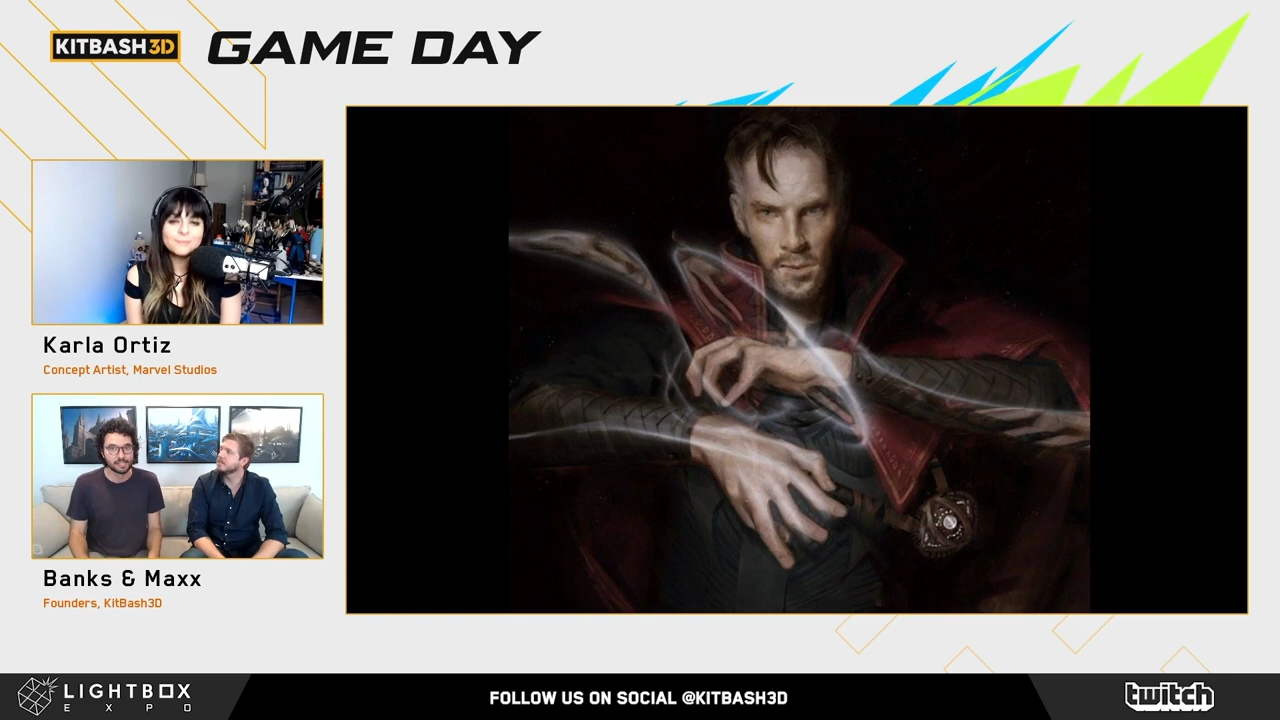 KITBASH3D GAME DAY
Karla Ortiz
Concept Artist, Marvel Studios
Banks & Maxx
Founders, KitBash3D
LIGHTBOX
EXPO
FOLLOW US ON SOCIAL @KITBASH3D
twitch